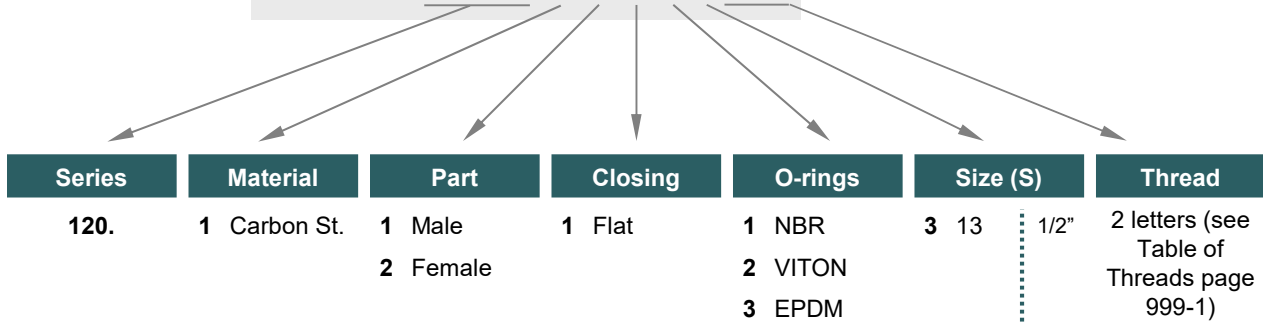 Series Material Part Closing O-rings Size (S) Thread
120. 1 Carbon St. 1 Male 1 Flat 1 NBR 3 13 1/2” 2 letters (see
2 Female 2 VITON Table of
3 EPDM Threads page
999-1)